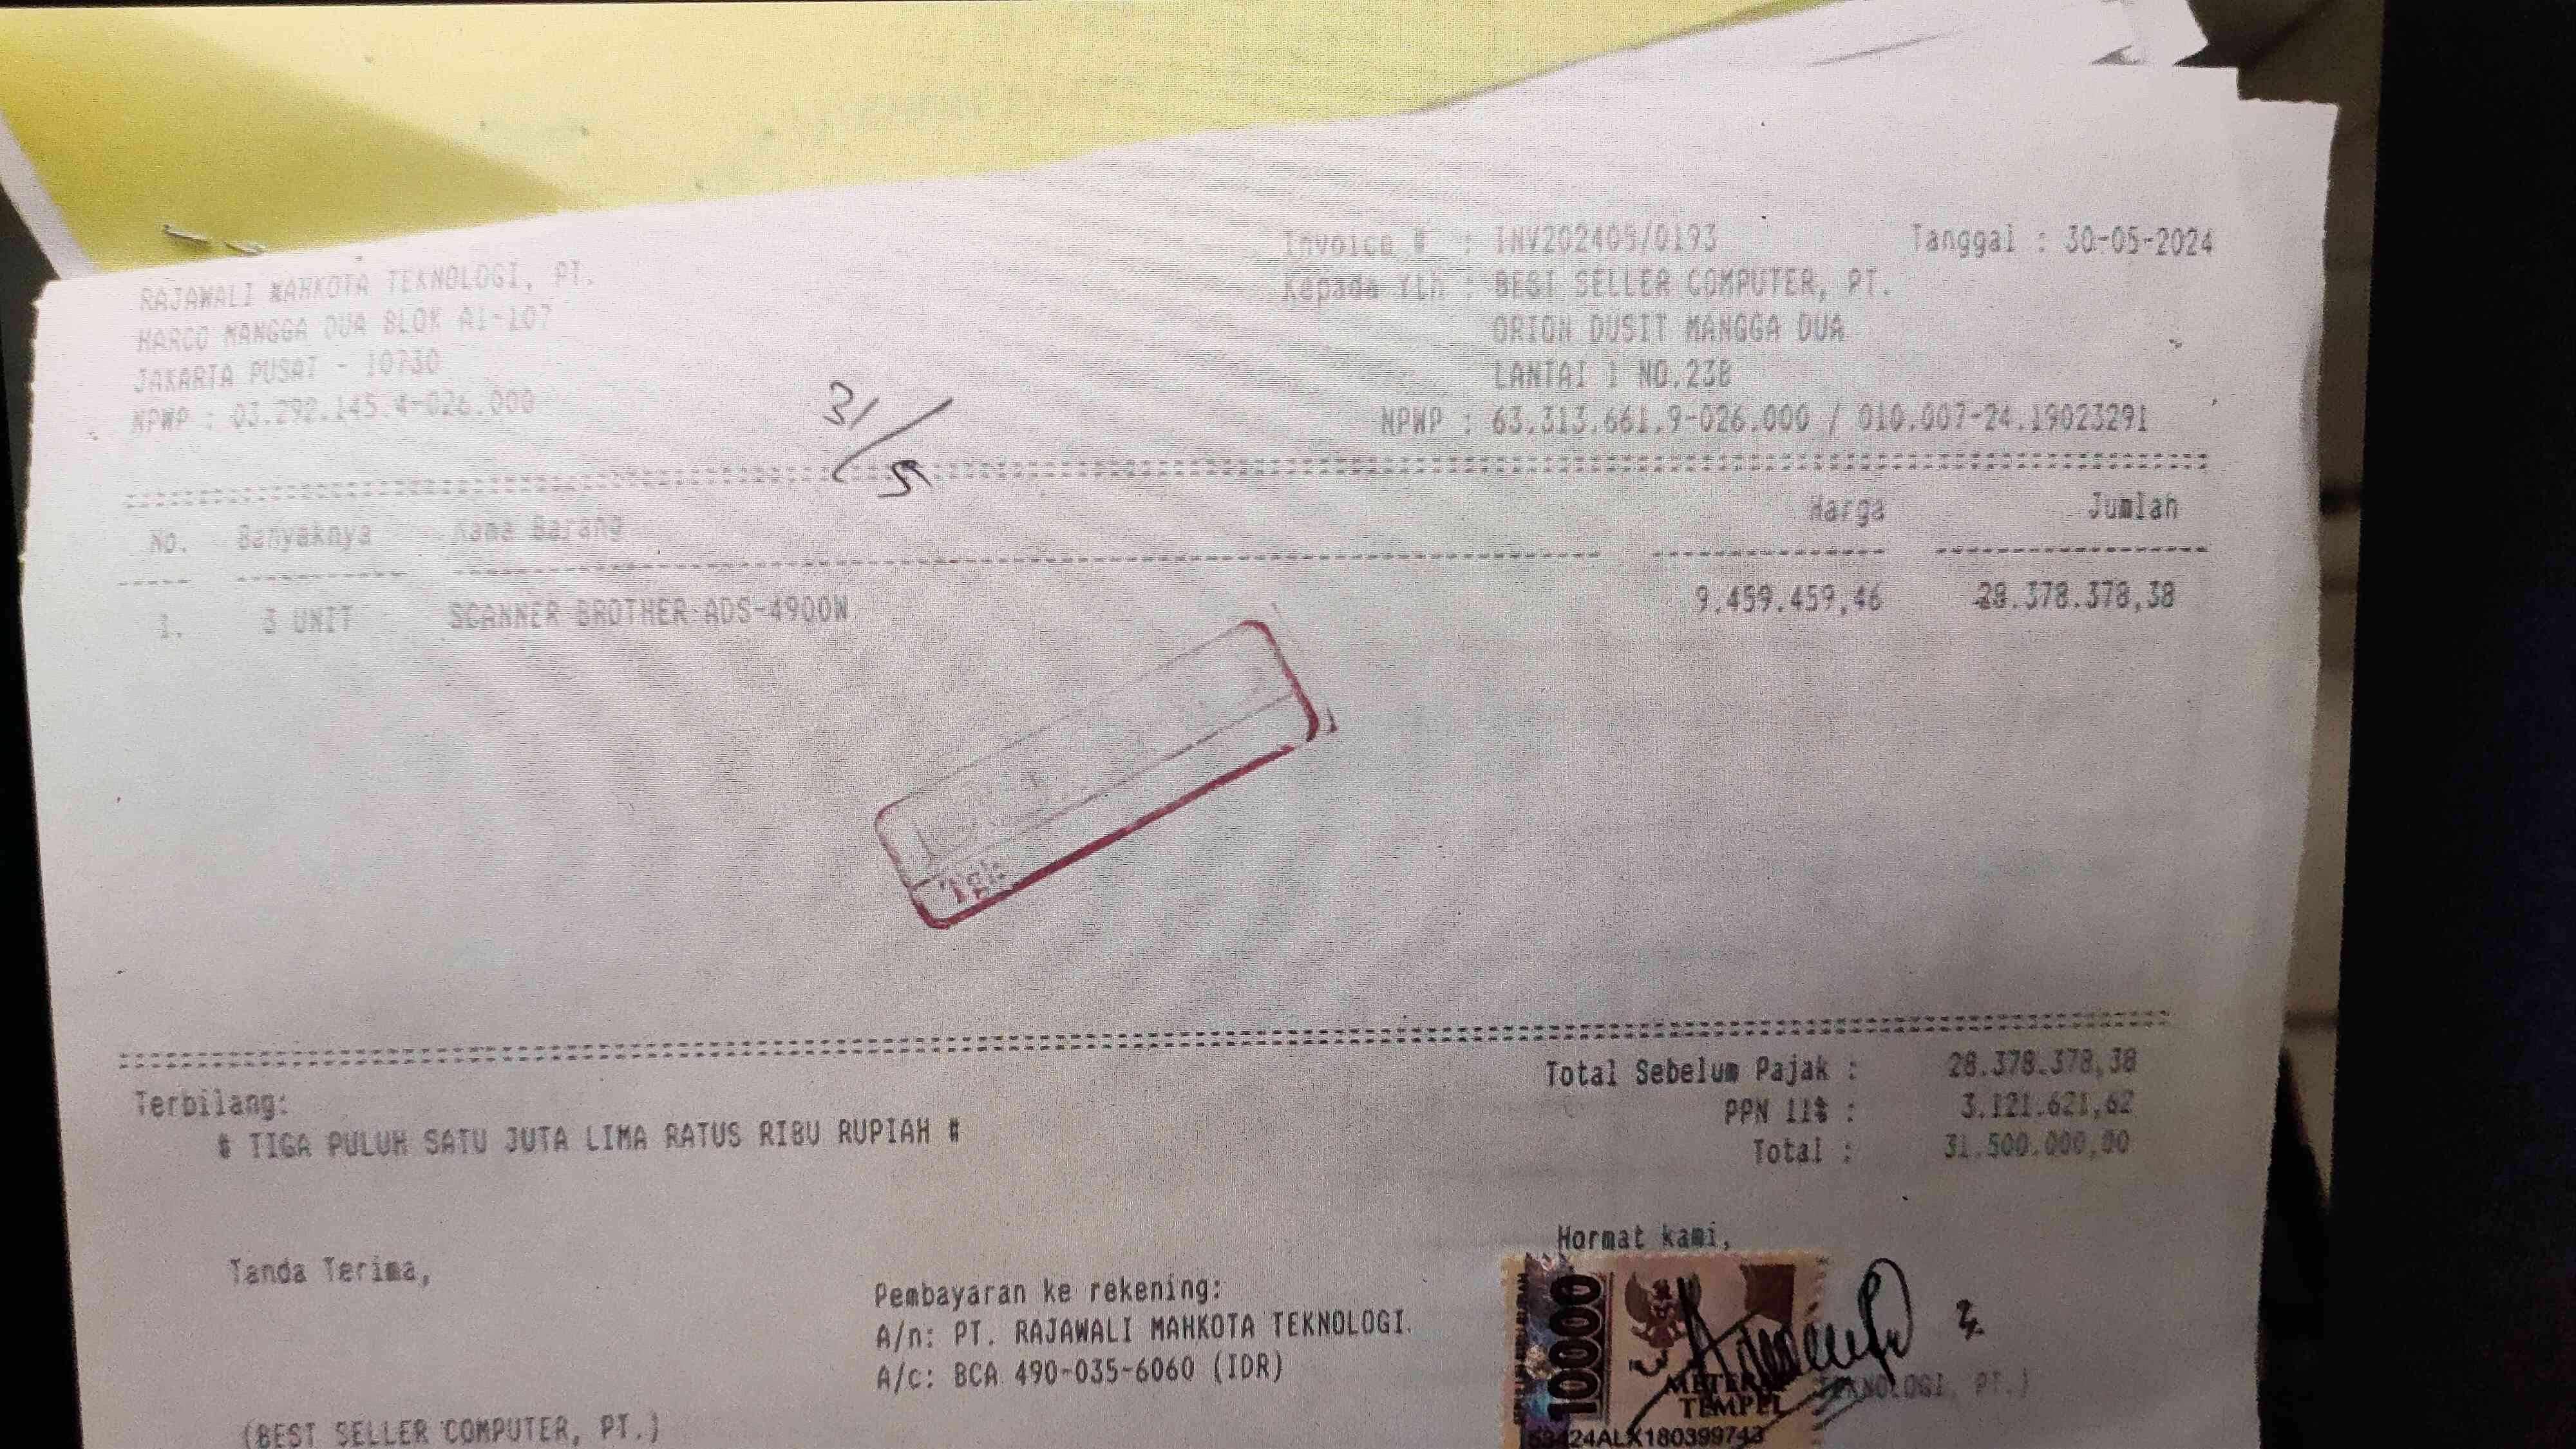 Invoice # : INV202405/0193 Tanggal : 30-05-2024
RAJAWALI MAHKOTA TEKNOLOGI, PT.
HARCO MANGGA DUA BLOK A1-107
JAKARTA PUSAT - 10730
NPWP : 03.292.145.4-026.000
Kepada Yth : BEST SELLER COMPUTER, PT.
ORION DUSIT MANGGA DUA
LANTAI 1 NO.23B
NPWP : 63.313.661.9-026.000 / 010.007-24.19023291
31/5
No. Banyaknya Nama Barang Harga Jumlah
1. 3 UNIT SCANNER BROTHER ADS-4900W 9.459.459,46 28.378.378,38
Tgl:
Total Sebelum Pajak : 28.378.378,38
PPN 11% : 3.121.621,62
Total : 31.500.000,00
Terbilang:
# TIGA PULUH SATU JUTA LIMA RATUS RIBU RUPIAH #
Tanda Terima,
(BEST SELLER COMPUTER, PT.)
Pembayaran ke rekening:
A/n: PT. RAJAWALI MAHKOTA TEKNOLOGI.
A/c: BCA 490-035-6060 (IDR)
Hormat kami,
10000
METERAI
TEMPEL
TEKNOLOGI, PT.)